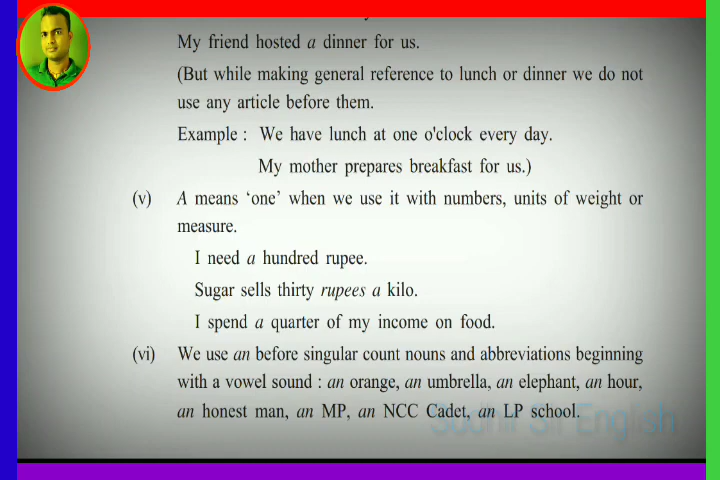 My friend hosted a dinner for us.
(But while making general reference to lunch or dinner we do not
use any article before them.
Example : We have lunch at one o'clock every day.
My mother prepares breakfast for us.)
(v) A means ‘one’ when we use it with numbers, units of weight or
measure.
I need a hundred rupee.
Sugar sells thirty rupees a kilo.
I spend a quarter of my income on food.
(vi) We use an before singular count nouns and abbreviations beginning
with a vowel sound : an orange, an umbrella, an elephant, an hour,
an honest man, an MP, an NCC Cadet, an LP school.
Sudhir Sir English